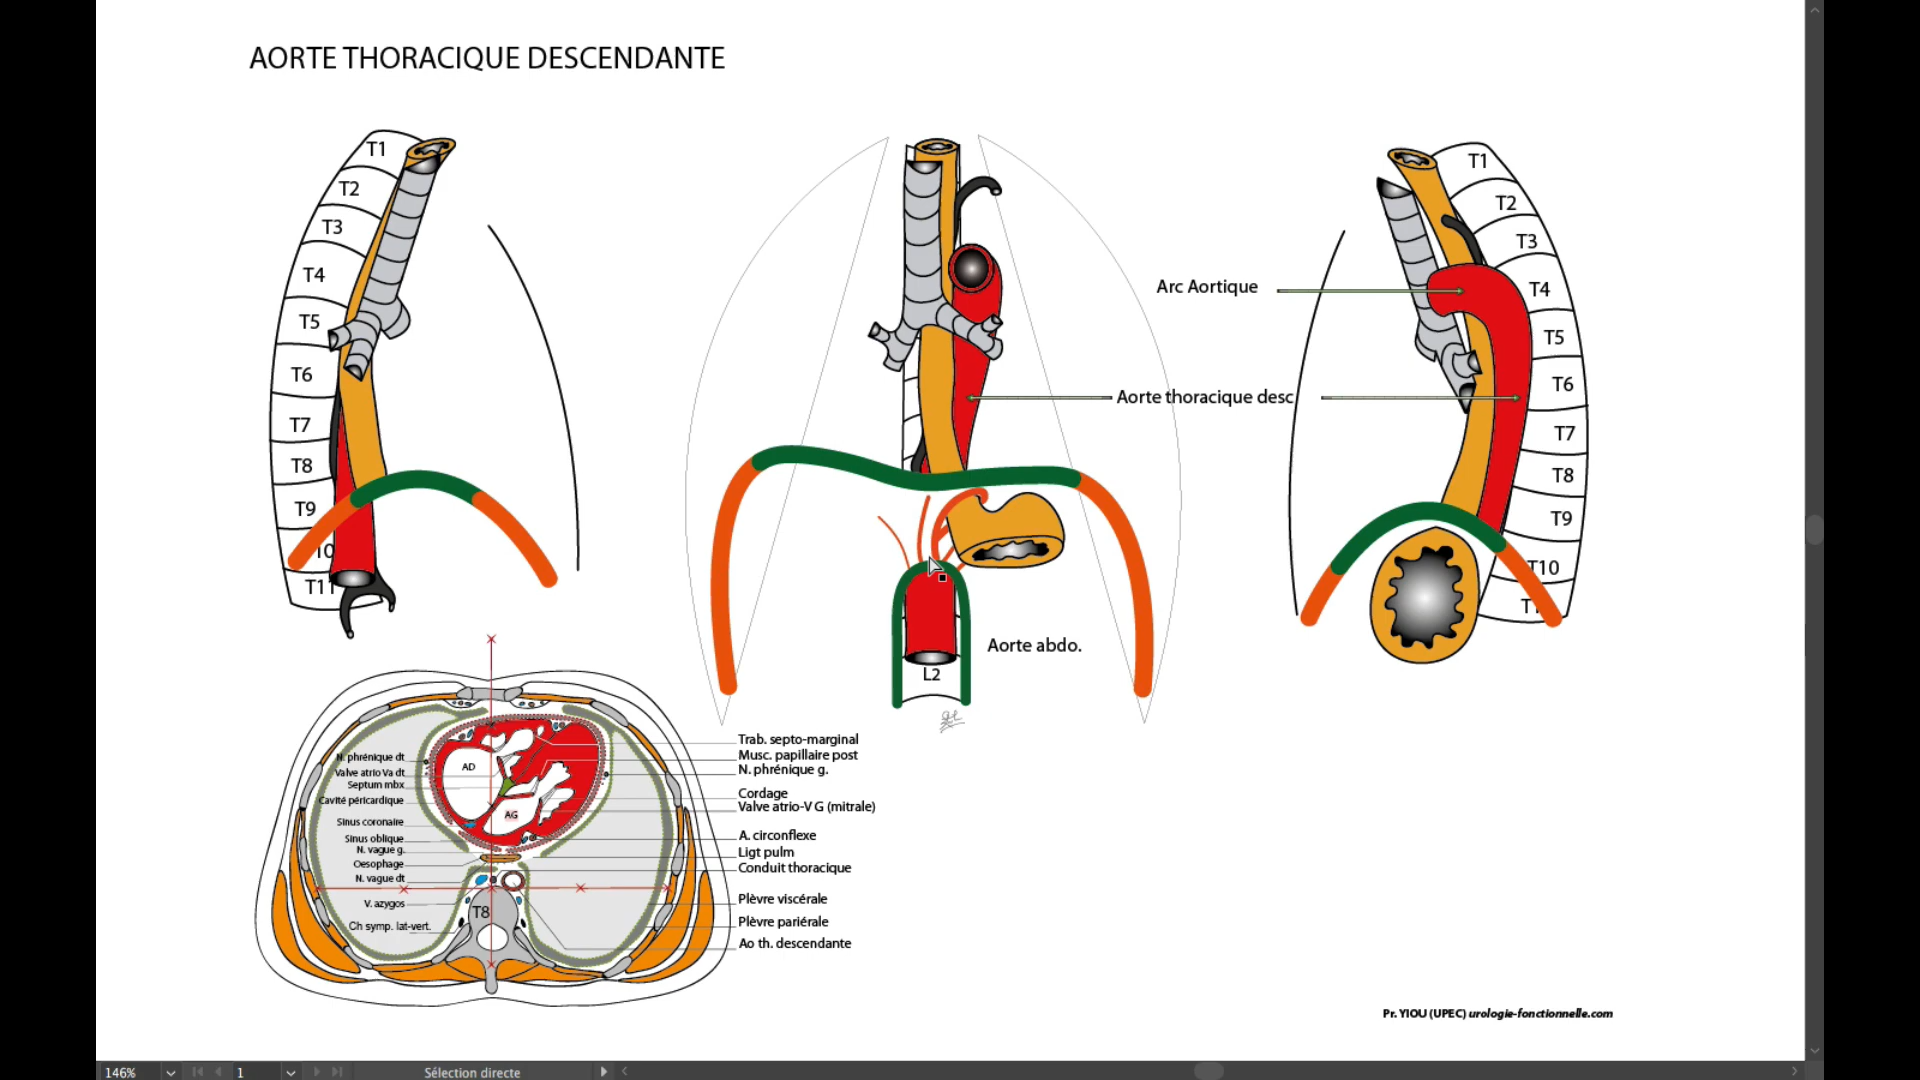 AORTE THORACIQUE DESCENDANTE
T1
T2
T3
T4
T5
T6
T7
T8
T9
10
T11
Arc Aortique
Aorte thoracique desc
Aorte abdo.
L2
T1
T2
T3
T4
T5
T6
T7
T8
T9
T10
N. phrénique dt
Valve atrio Va dt
Septum mbx
Cavité péricardique
Sinus coronaire
Sinus oblique
N. vague g.
Oesophage
N. vague dt
V. azygos
Ch symp. lat-vert.
AD
AG
T8
Trab. septo-marginal
Musc. papillaire post
N. phrénique g.
Cordage
Valve atrio-V G (mitrale)
A. circonflexe
Ligt pulm
Conduit thoracique
Plèvre viscérale
Plèvre pariérale
Ao th. descendante
Pr. YIOU (UPEC) urologie-fonctionnelle.com
146%
1
Sélection directe